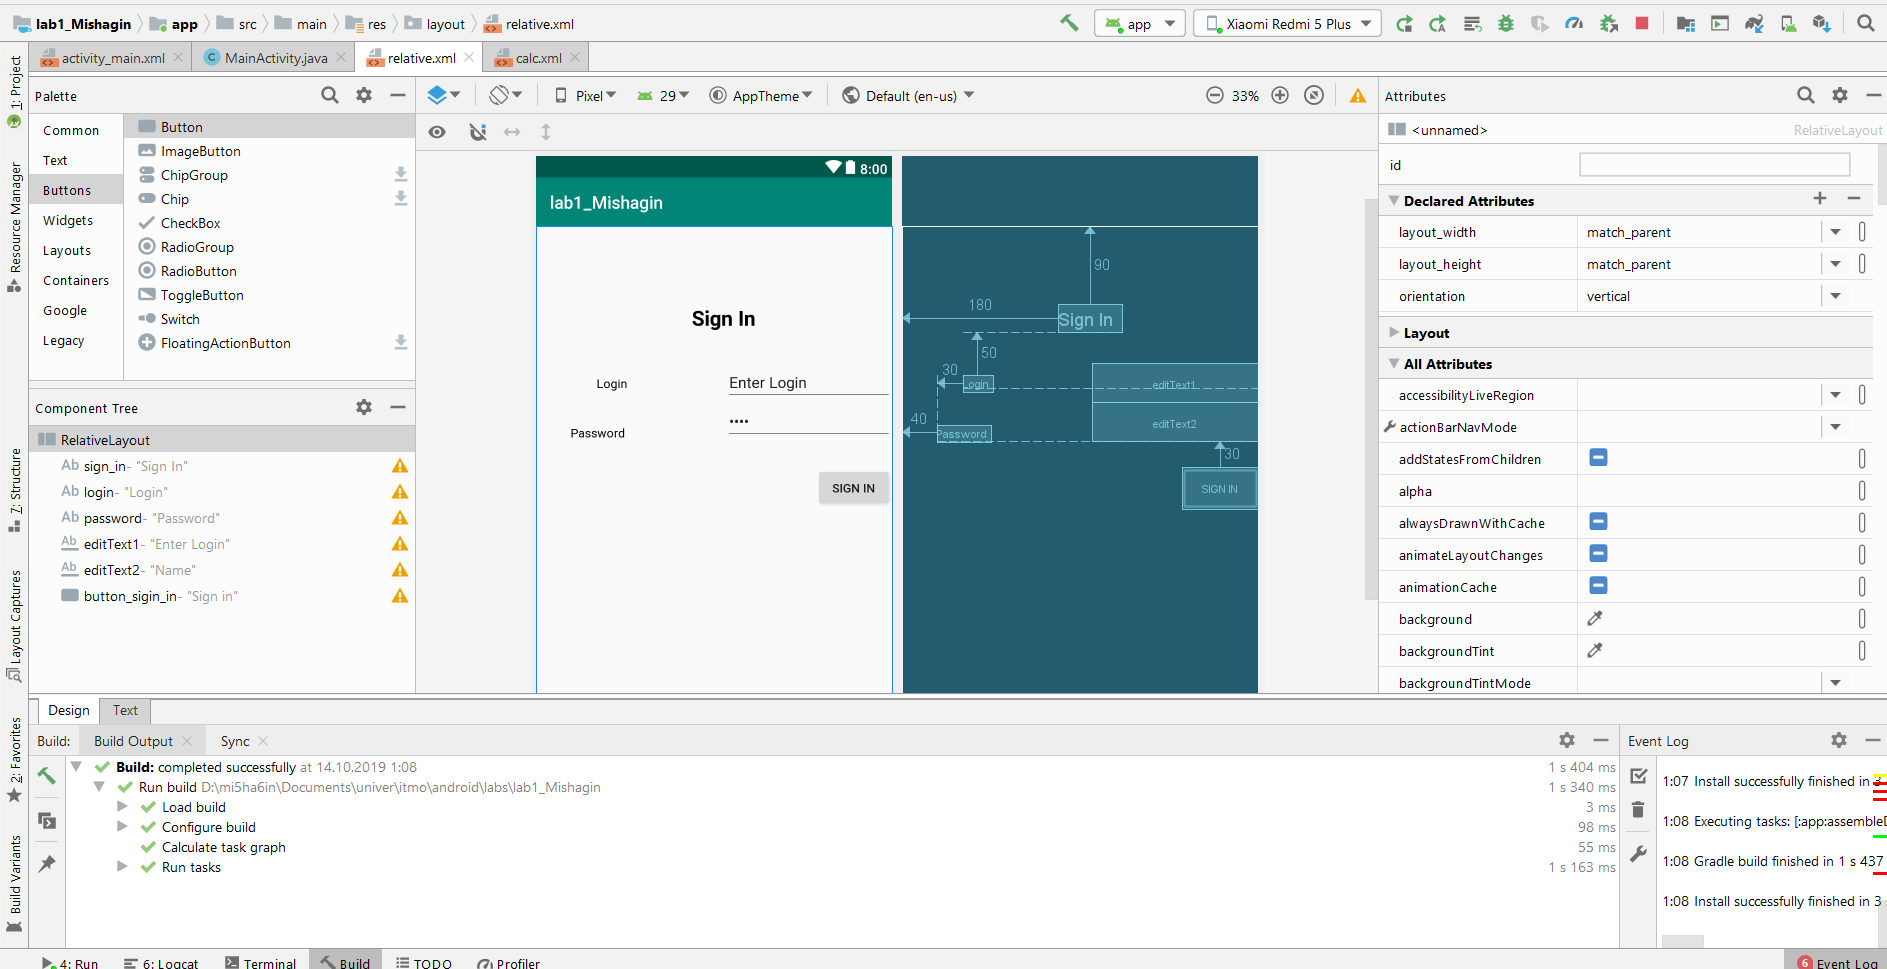 lab1_Mishagin app src main res layout relative.xml app Xiaomi Redmi 5 Plus
activity_main.xml MainActivity.java relative.xml calc.xml
1: Project
Resource Manager
7: Structure
Layout Captures
2: Favorites
Build Variants
Palette
Common
Text
Buttons
Widgets
Layouts
Containers
Google
Legacy
Button
ImageButton
ChipGroup
Chip
CheckBox
RadioGroup
RadioButton
ToggleButton
Switch
FloatingActionButton
Component Tree
RelativeLayout
Ab sign_in- "Sign In"
Ab login- "Login"
Ab password- "Password"
Ab editText1- "Enter Login"
Ab editText2- "Name"
button_sigin_in- "Sign in"
Pixel 29 AppTheme Default (en-us) 33%
8:00
lab1_Mishagin
Sign In
Login Enter Login
Password ••••
SIGN IN
90
180
Sign In
50
30
Login editText1
40
Password editText2
30
SIGN IN
Attributes
<unnamed> RelativeLayout
id
Declared Attributes
layout_width match_parent
layout_height match_parent
orientation vertical
Layout
All Attributes
accessibilityLiveRegion
actionBarNavMode
addStatesFromChildren
alpha
alwaysDrawnWithCache
animateLayoutChanges
animationCache
background
backgroundTint
backgroundTintMode
Design Text
Build: Build Output Sync
Build: completed successfully at 14.10.2019 1:08 1 s 404 ms
Run build D:\mi5ha6in\Documents\univer\itmo\android\labs\lab1_Mishagin 1 s 340 ms
Load build 3 ms
Configure build 98 ms
Calculate task graph 55 ms
Run tasks 1 s 163 ms
Event Log
1:07 Install successfully finished in 3
1:08 Executing tasks: [:app:assembleD
1:08 Gradle build finished in 1 s 437
1:08 Install successfully finished in 3
4: Run 6: Logcat Terminal Build TODO Profiler 6 Event Log